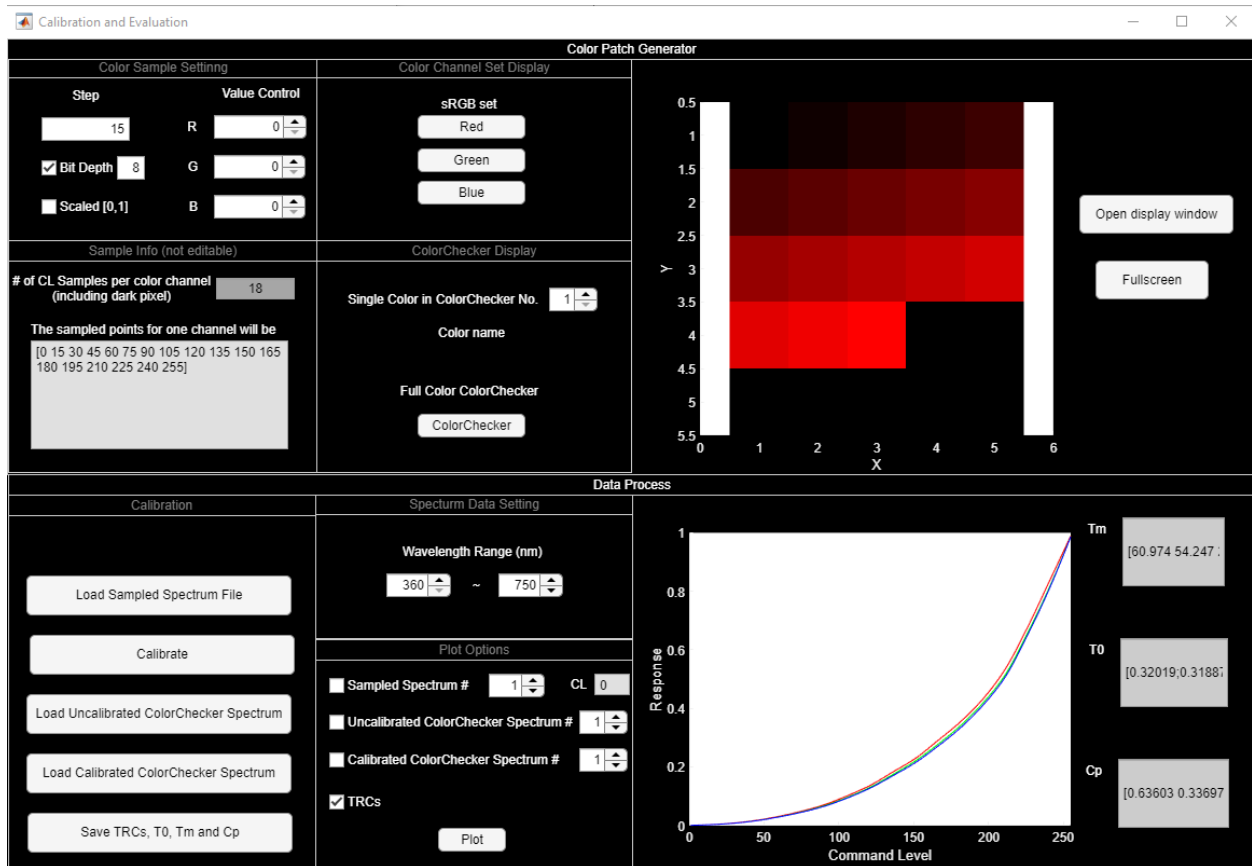 Calibration and Evaluation
Color Patch Generator
Color Sample Settinng
Step
Value Control
15
R
0
Bit Depth
8
G
0
Scaled [0,1]
B
0
Color Channel Set Display
sRGB set
Red
Green
Blue
Sample Info (not editable)
# of CL Samples per color channel
(including dark pixel)
18
The sampled points for one channel will be
[0 15 30 45 60 75 90 105 120 135 150 165
180 195 210 225 240 255]
ColorChecker Display
Single Color in ColorChecker No.
1
Color name
Full Color ColorChecker
ColorChecker
0.5
1
1.5
2
2.5
3
3.5
4
4.5
5
5.5
Y
0
1
2
3
4
5
6
X
Open display window
Fullscreen
Data Process
Calibration
Load Sampled Spectrum File
Calibrate
Load Uncalibrated ColorChecker Spectrum
Load Calibrated ColorChecker Spectrum
Save TRCs, T0, Tm and Cp
Specturm Data Setting
Wavelength Range (nm)
360
~
750
Plot Options
Sampled Spectrum #
1
CL
0
Uncalibrated ColorChecker Spectrum #
1
Calibrated ColorChecker Spectrum #
1
TRCs
Plot
1
0.8
0.6
0.4
0.2
0
Response
0
50
100
150
200
250
Command Level
Tm
[60.974 54.247
T0
[0.32019;0.31887
Cp
[0.63603 0.33697